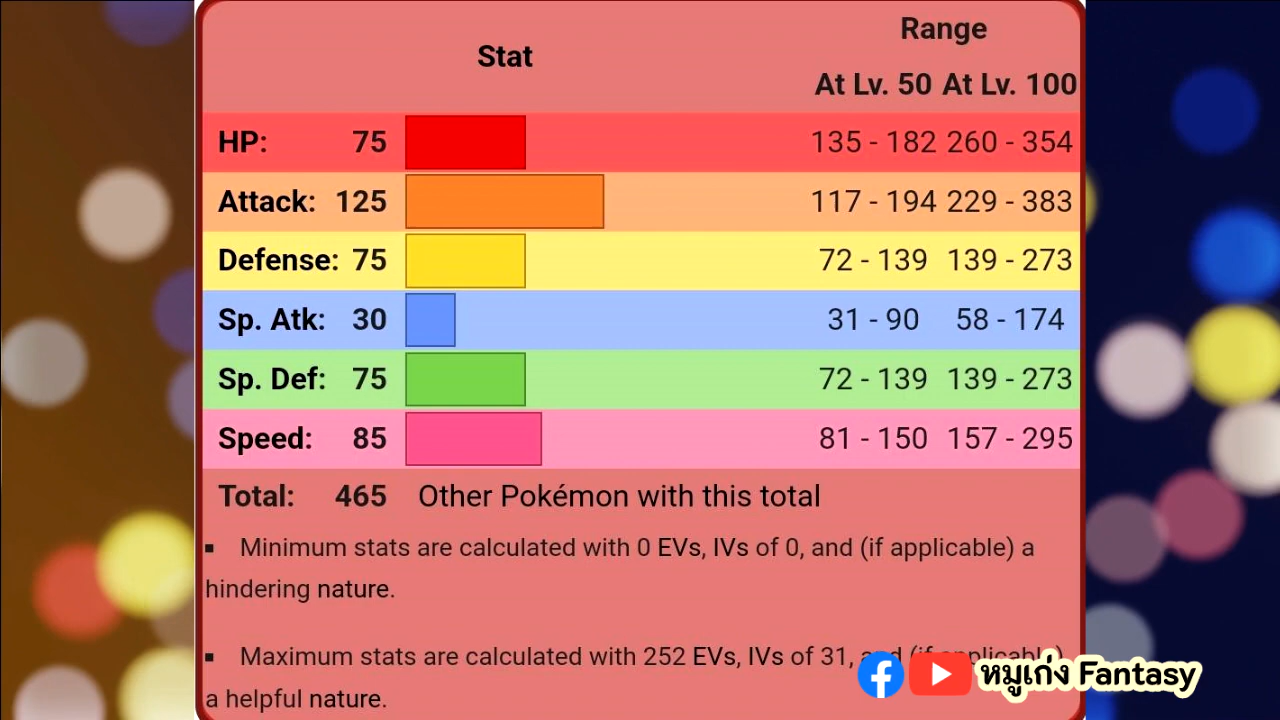 Range
Stat
At Lv. 50 At Lv. 100
HP: 75 135 - 182 260 - 354
Attack: 125 117 - 194 229 - 383
Defense: 75 72 - 139 139 - 273
Sp. Atk: 30 31 - 90 58 - 174
Sp. Def: 75 72 - 139 139 - 273
Speed: 85 81 - 150 157 - 295
Total: 465 Other Pokémon with this total
▪ Minimum stats are calculated with 0 EVs, IVs of 0, and (if applicable) a
hindering nature.
▪ Maximum stats are calculated with 252 EVs, IVs of 31, and (if applicable)
a helpful nature.
หมูเก่ง Fantasy